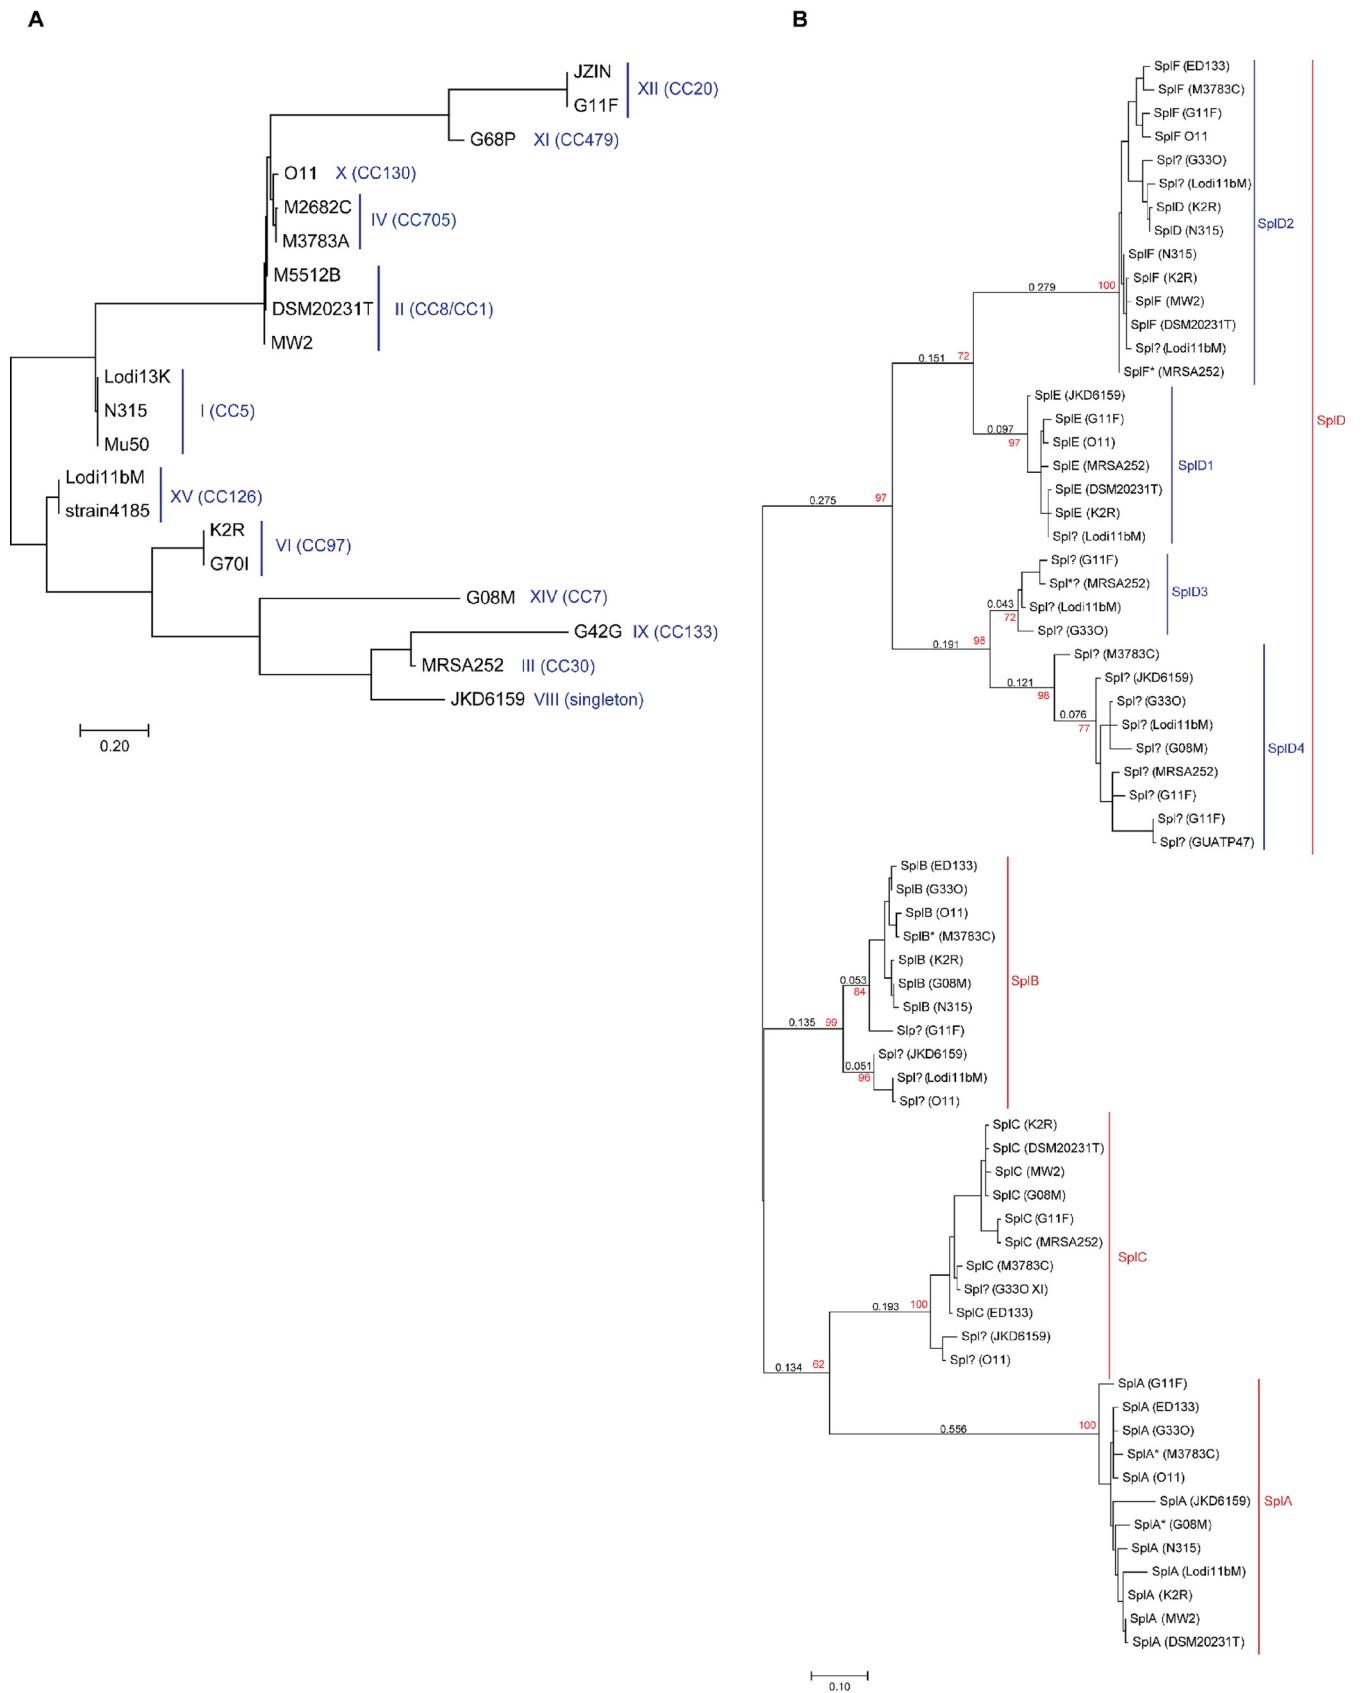 A
JZIN
G11F
XII (CC20)
G68P XI (CC479)
O11 X (CC130)
M2682C
M3783A
IV (CC705)
M5512B
DSM20231T
MW2
II (CC8/CC1)
Lodi13K
N315
Mu50
I (CC5)
Lodi11bM
strain4185
XV (CC126)
K2R
G70I
VI (CC97)
G08M XIV (CC7)
G42G IX (CC133)
MRSA252 III (CC30)
JKD6159 VIII (singleton)
0.20
B
SplF (ED133)
SplF (M3783C)
SplF (G11F)
SplF O11
Spl? (G33O)
Spl? (Lodi11bM)
SplD (K2R)
SplD (N315)
SplF (N315)
SplF (K2R)
SplF (MW2)
SplF (DSM20231T)
Spl? (Lodi11bM)
SplF* (MRSA252)
SplD2
0.279 100
0.151 72
SplE (JKD6159)
SplE (G11F)
SplE (O11)
SplE (MRSA252)
SplE (DSM20231T)
SplE (K2R)
Spl? (Lodi11bM)
SplD1
0.097
97
0.275 97
Spl? (G11F)
Spl*? (MRSA252)
Spl? (Lodi11bM)
Spl? (G33O)
SplD3
0.043
72
0.191 98
Spl? (M3783C)
Spl? (JKD6159)
Spl? (G33O)
Spl? (Lodi11bM)
Spl? (G08M)
Spl? (MRSA252)
Spl? (G11F)
Spl? (G11F)
Spl? (GUATP47)
SplD4
0.121
98
0.076
77
SplD
SplB (ED133)
SplB (G33O)
SplB (O11)
SplB* (M3783C)
SplB (K2R)
SplB (G08M)
SplB (N315)
Slp? (G11F)
Spl? (JKD6159)
Spl? (Lodi11bM)
Spl? (O11)
SplB
0.053
84
0.135 99
0.051
96
SplC (K2R)
SplC (DSM20231T)
SplC (MW2)
SplC (G08M)
SplC (G11F)
SplC (MRSA252)
SplC (M3783C)
Spl? (G33O XI)
SplC (ED133)
Spl? (JKD6159)
Spl? (O11)
SplC
0.193 100
0.134 62
SplA (G11F)
SplA (ED133)
SplA (G33O)
SplA* (M3783C)
SplA (O11)
SplA (JKD6159)
SplA* (G08M)
SplA (N315)
SplA (Lodi11bM)
SplA (K2R)
SplA (MW2)
SplA (DSM20231T)
SplA
0.556 100
0.10